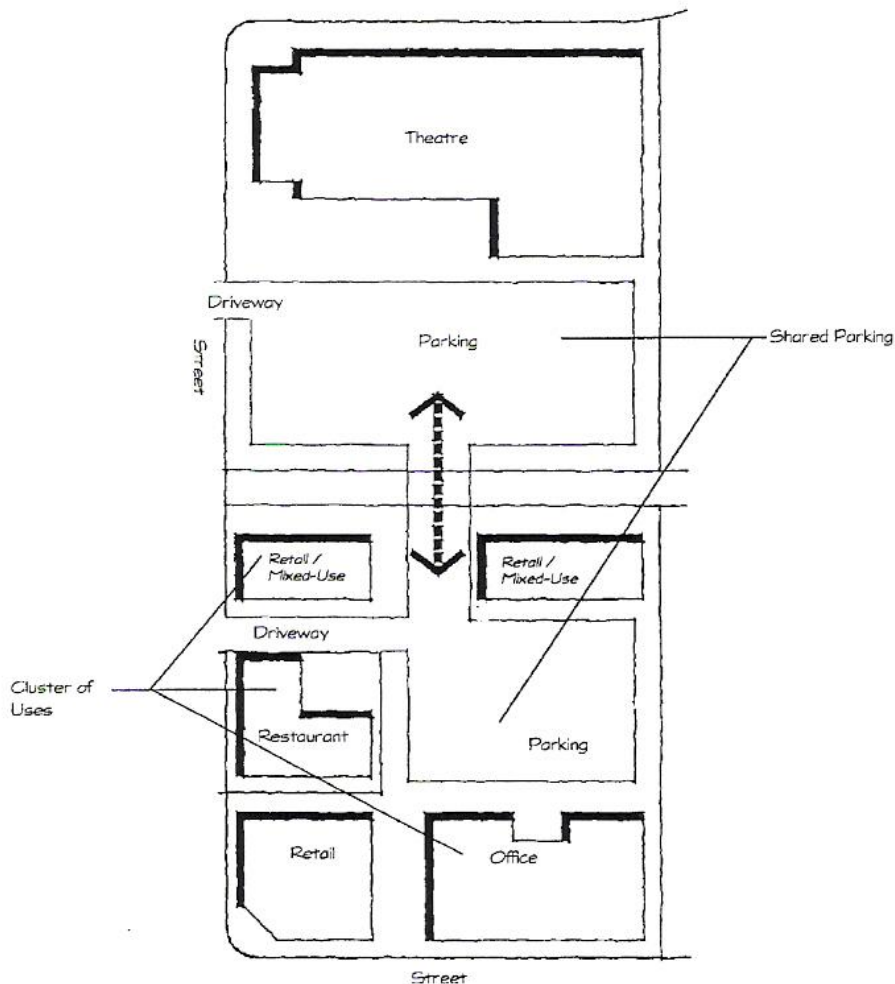 Theatre
Driveway
Street
Parking
Shared Parking
Retail /
Mixed-Use
Retail /
Mixed-Use
Driveway
Cluster of
Uses
Restaurant
Parking
Retail
Office
Street